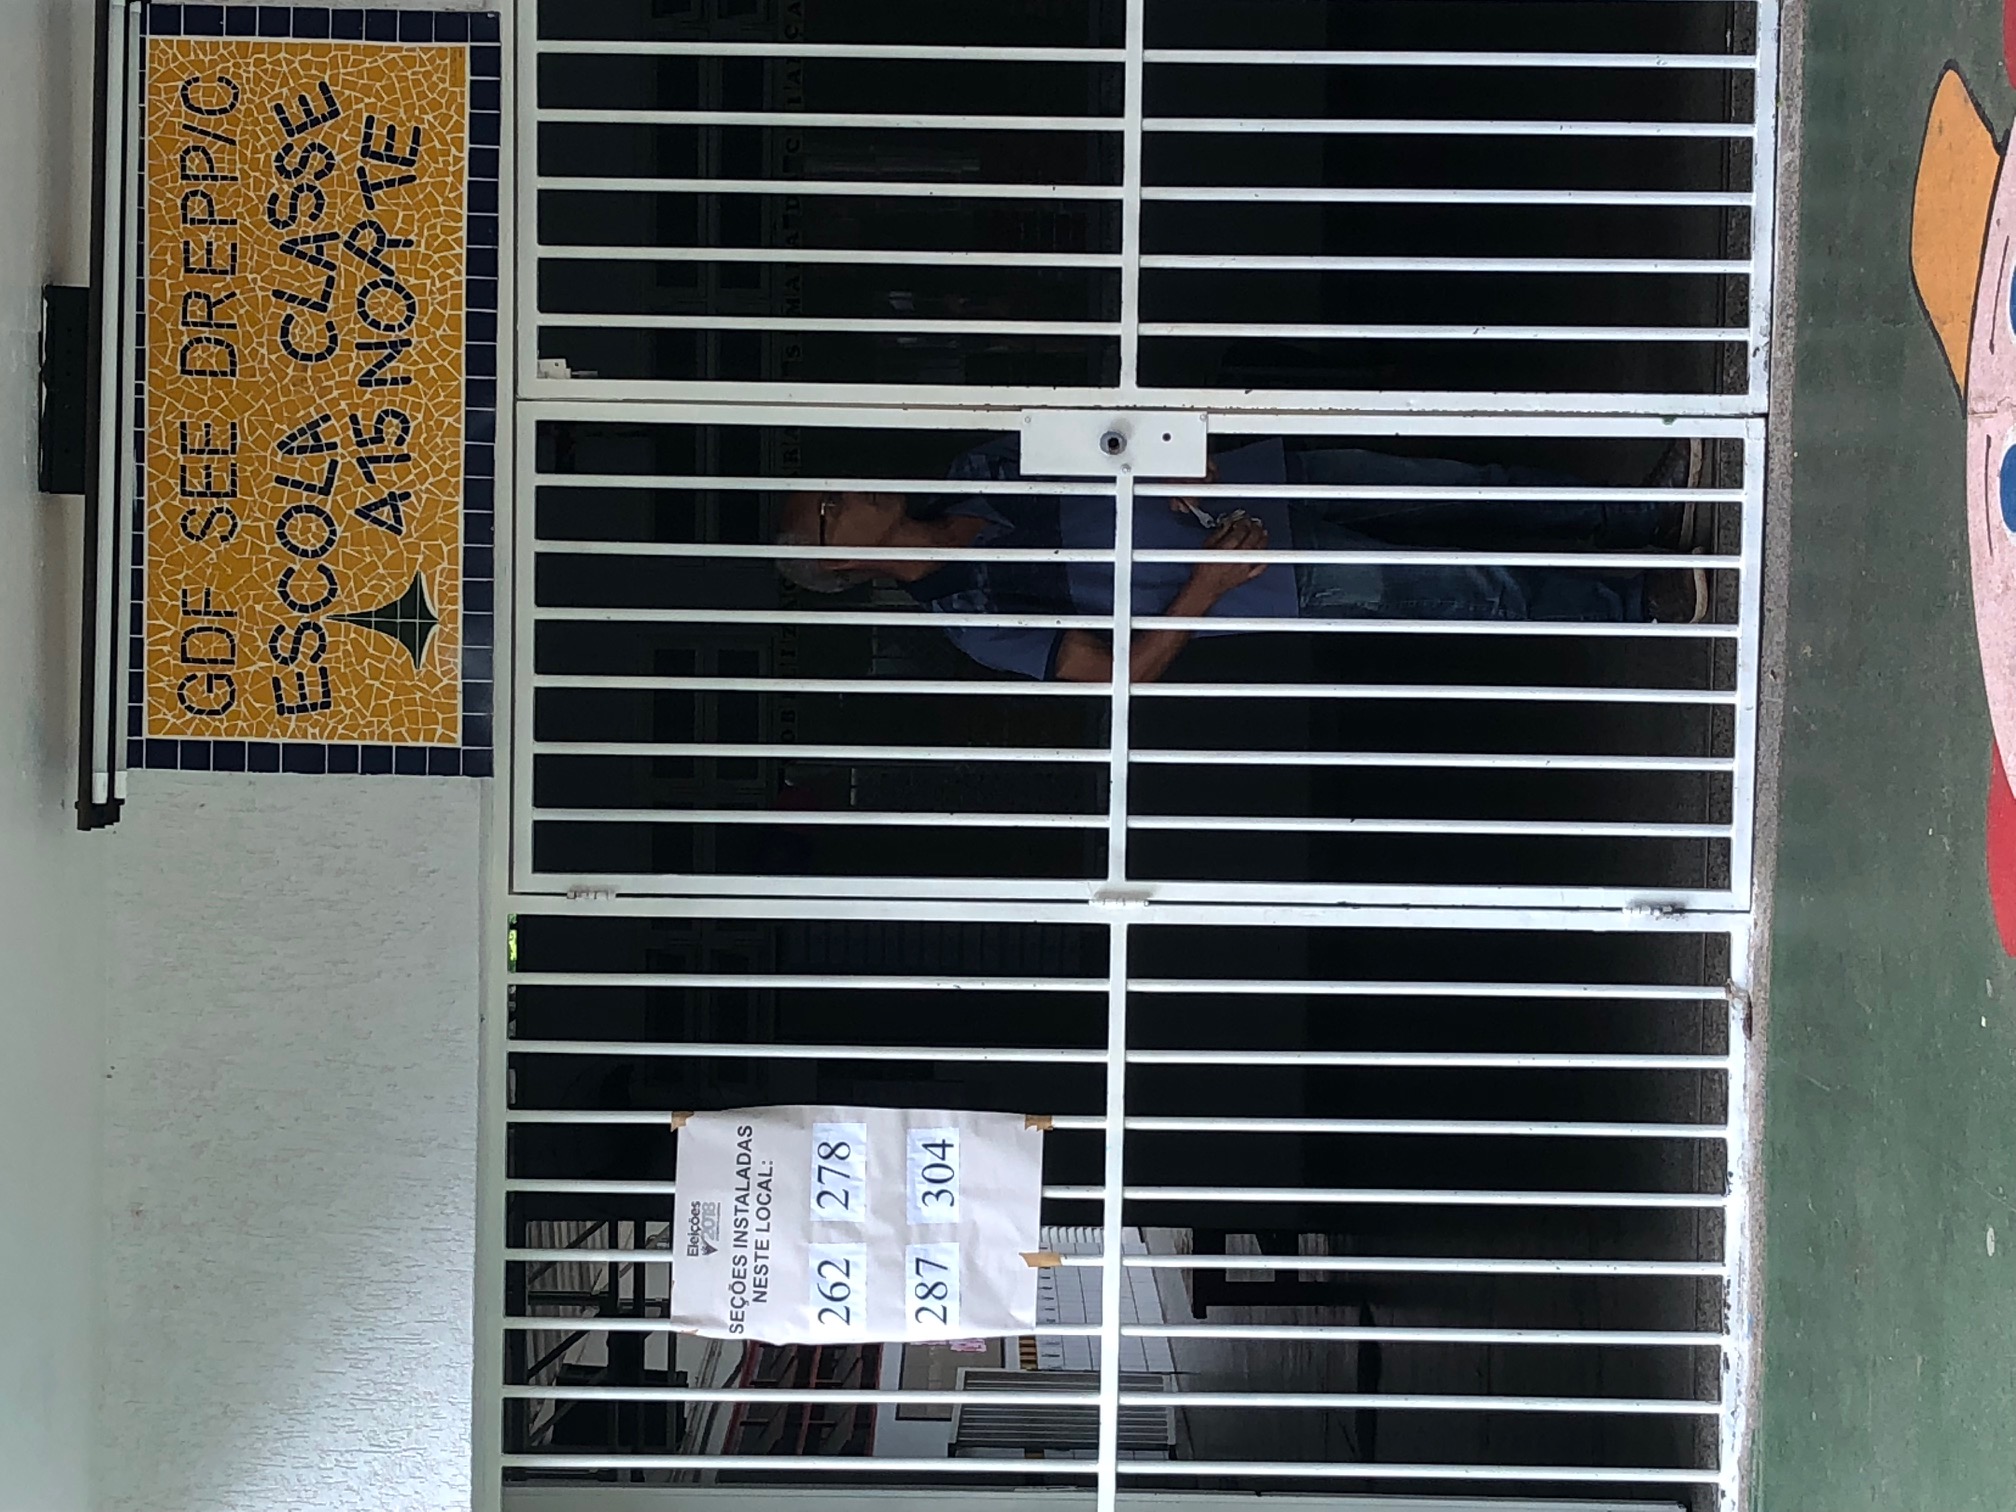 GDF SEE DREPP/C
ESCOLA CLASSE
415 NORTE
Eleições
2018
SEÇÕES INSTALADAS
NESTE LOCAL:
262 278
287 304